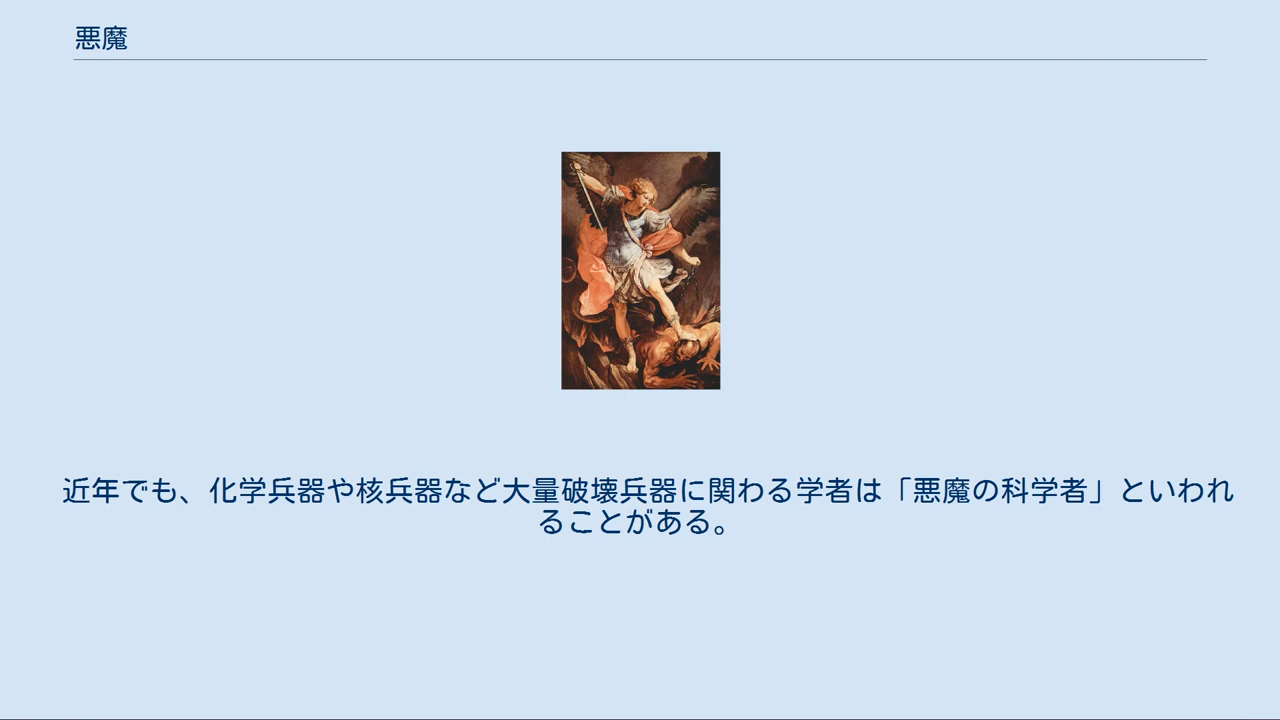 悪魔
近年でも、化学兵器や核兵器など大量破壊兵器に関わる学者は「悪魔の科学者」といわれ
ることがある。